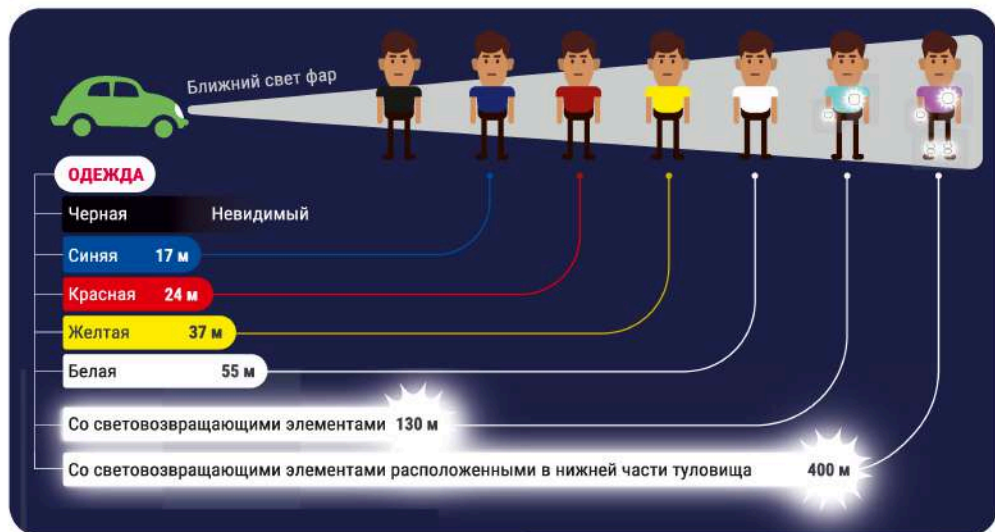 Ближний свет фар
ОДЕЖДА
Черная Невидимый
Синяя 17 м
Красная 24 м
Желтая 37 м
Белая 55 м
Со световозвращающими элементами 130 м
Со световозвращающими элементами расположенными в нижней части туловища 400 м